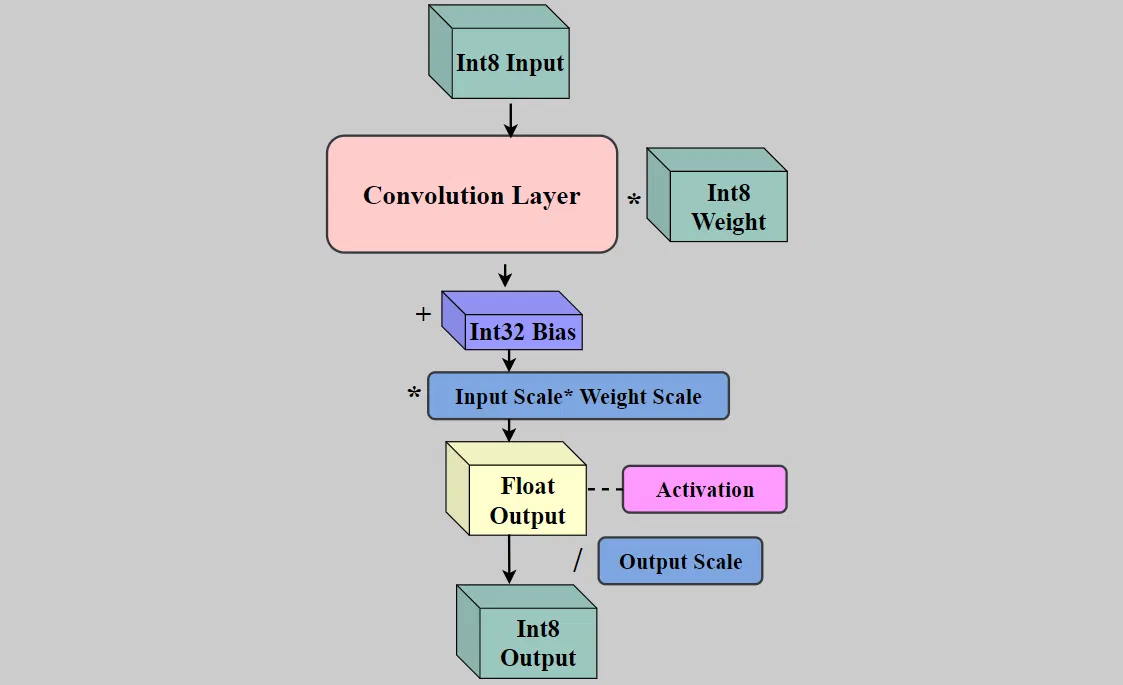 Int8 Input
Convolution Layer
*
Int8
Weight
+
Int32 Bias
*
Input Scale* Weight Scale
Float
Output
Activation
/
Output Scale
Int8
Output